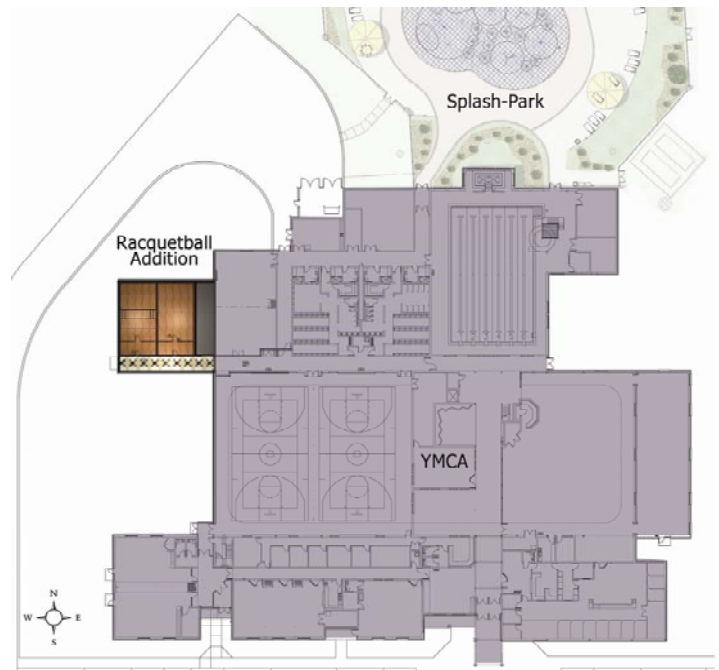 Splash-Park
Racquetball
Addition
YMCA
N
W E
S